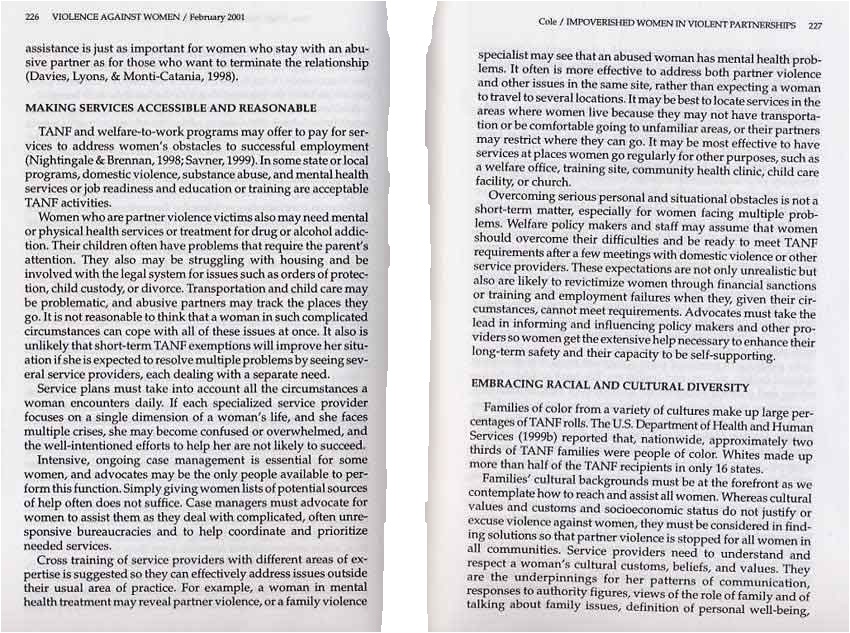 226 VIOLENCE AGAINST WOMEN / February 2001
assistance is just as important for women who stay with an abu-
sive partner as for those who want to terminate the relationship
(Davies, Lyons, & Monti-Catania, 1998).
MAKING SERVICES ACCESSIBLE AND REASONABLE
TANF and welfare-to-work programs may offer to pay for ser-
vices to address women's obstacles to successful employment
(Nightingale & Brennan, 1998; Savner, 1999). In some state or local
programs, domestic violence, substance abuse, and mental health
services or job readiness and education or training are acceptable
TANF activities.
Women who are partner violence victims also may need mental
or physical health services or treatment for drug or alcohol addic-
tion. Their children often have problems that require the parent's
attention. They also may be struggling with housing and be
involved with the legal system for issues such as orders of protec-
tion, child custody, or divorce. Transportation and child care may
be problematic, and abusive partners may track the places they
go. It is not reasonable to think that a woman in such complicated
circumstances can cope with all of these issues at once. It also is
unlikely that short-term TANF exemptions will improve her situ-
ation if she is expected to resolve multiple problems by seeing sev-
eral service providers, each dealing with a separate need.
Service plans must take into account all the circumstances a
woman encounters daily. If each specialized service provider
focuses on a single dimension of a woman's life, and she faces
multiple crises, she may become confused or overwhelmed, and
the well-intentioned efforts to help her are not likely to succeed.
Intensive, ongoing case management is essential for some
women, and advocates may be the only people available to per-
form this function. Simply giving women lists of potential sources
of help often does not suffice. Case managers must advocate for
women to assist them as they deal with complicated, often unre-
sponsive bureaucracies and to help coordinate and prioritize
needed services.
Cross training of service providers with different areas of ex-
pertise is suggested so they can effectively address issues outside
their usual area of practice. For example, a woman in mental
health treatment may reveal partner violence, or a family violence
Cole / IMPOVERISHED WOMEN IN VIOLENT PARTNERSHIPS 227
specialist may see that an abused woman has mental health prob-
lems. It often is more effective to address both partner violence
and other issues in the same site, rather than expecting a woman
to travel to several locations. It may be best to locate services in the
areas where women live because they may not have transporta-
tion or be comfortable going to unfamiliar areas, or their partners
may restrict where they can go. It may be most effective to have
services at places women go regularly for other purposes, such as
a welfare office, training site, community health clinic, child care
facility, or church.
Overcoming serious personal and situational obstacles is not a
short-term matter, especially for women facing multiple prob-
lems. Welfare policy makers and staff may assume that women
should overcome their difficulties and be ready to meet TANF
requirements after a few meetings with domestic violence or other
service providers. These expectations are not only unrealistic but
also are likely to revictimize women through financial sanctions
or training and employment failures when they, given their cir-
cumstances, cannot meet requirements. Advocates must take the
lead in informing and influencing policy makers and other pro-
viders so women get the extensive help necessary to enhance their
long-term safety and their capacity to be self-supporting.
EMBRACING RACIAL AND CULTURAL DIVERSITY
Families of color from a variety of cultures make up large per-
centages of TANF rolls. The U.S. Department of Health and Human
Services (1999b) reported that, nationwide, approximately two
thirds of TANF families were people of color. Whites made up
more than half of the TANF recipients in only 16 states.
Families' cultural backgrounds must be at the forefront as we
contemplate how to reach and assist all women. Whereas cultural
values and customs and socioeconomic status do not justify or
excuse violence against women, they must be considered in find-
ing solutions so that partner violence is stopped for all women in
all communities. Service providers need to understand and
respect a woman's cultural customs, beliefs, and values. They
are the underpinnings for her patterns of communication,
responses to authority figures, views of the role of family and of
talking about family issues, definition of personal well-being,